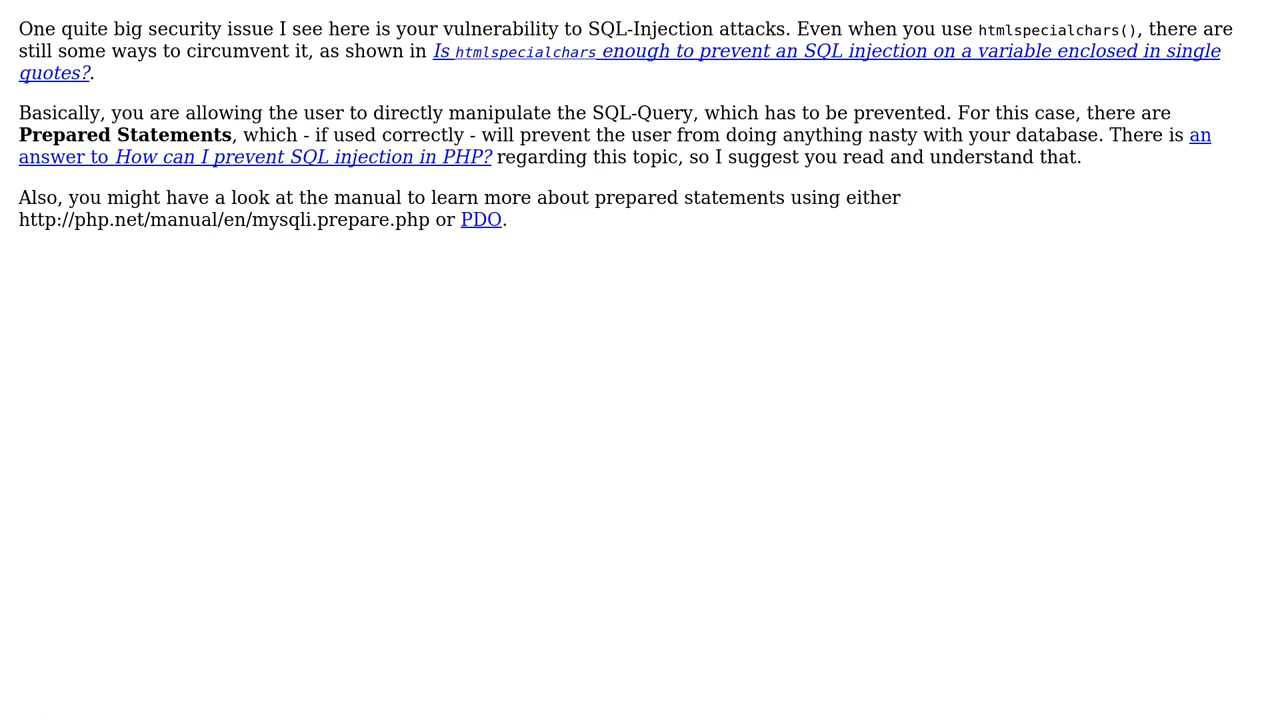 One quite big security issue I see here is your vulnerability to SQL-Injection attacks. Even when you use htmlspecialchars(), there are
still some ways to circumvent it, as shown in Is htmlspecialchars enough to prevent an SQL injection on a variable enclosed in single
quotes?.
Basically, you are allowing the user to directly manipulate the SQL-Query, which has to be prevented. For this case, there are
Prepared Statements, which - if used correctly - will prevent the user from doing anything nasty with your database. There is an
answer to How can I prevent SQL injection in PHP? regarding this topic, so I suggest you read and understand that.
Also, you might have a look at the manual to learn more about prepared statements using either
http://php.net/manual/en/mysqli.prepare.php or PDO.